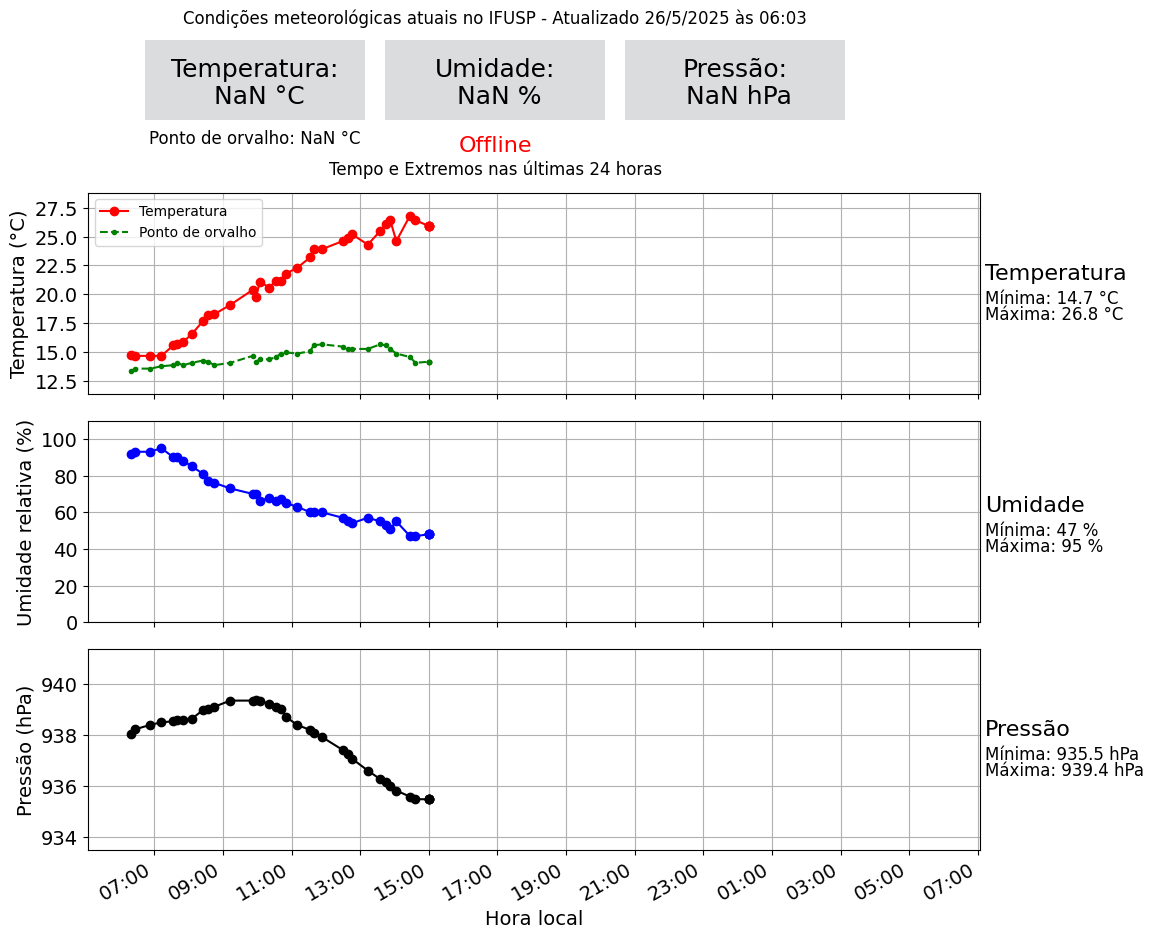 Condições meteorológicas atuais no IFUSP - Atualizado 26/5/2025 às 06:03
Temperatura:
NaN °C
Umidade:
NaN %
Pressão:
NaN hPa
Ponto de orvalho: NaN °C
Offline
Tempo e Extremos nas últimas 24 horas
Temperatura (°C)
27.5
25.0
22.5
20.0
17.5
15.0
12.5
Temperatura
Ponto de orvalho
Temperatura
Mínima: 14.7 °C
Máxima: 26.8 °C
Umidade relativa (%)
100
80
60
40
20
0
Umidade
Mínima: 47 %
Máxima: 95 %
Pressão (hPa)
940
938
936
934
Pressão
Mínima: 935.5 hPa
Máxima: 939.4 hPa
07:00
09:00
11:00
13:00
15:00
17:00
19:00
21:00
23:00
01:00
03:00
05:00
07:00
Hora local